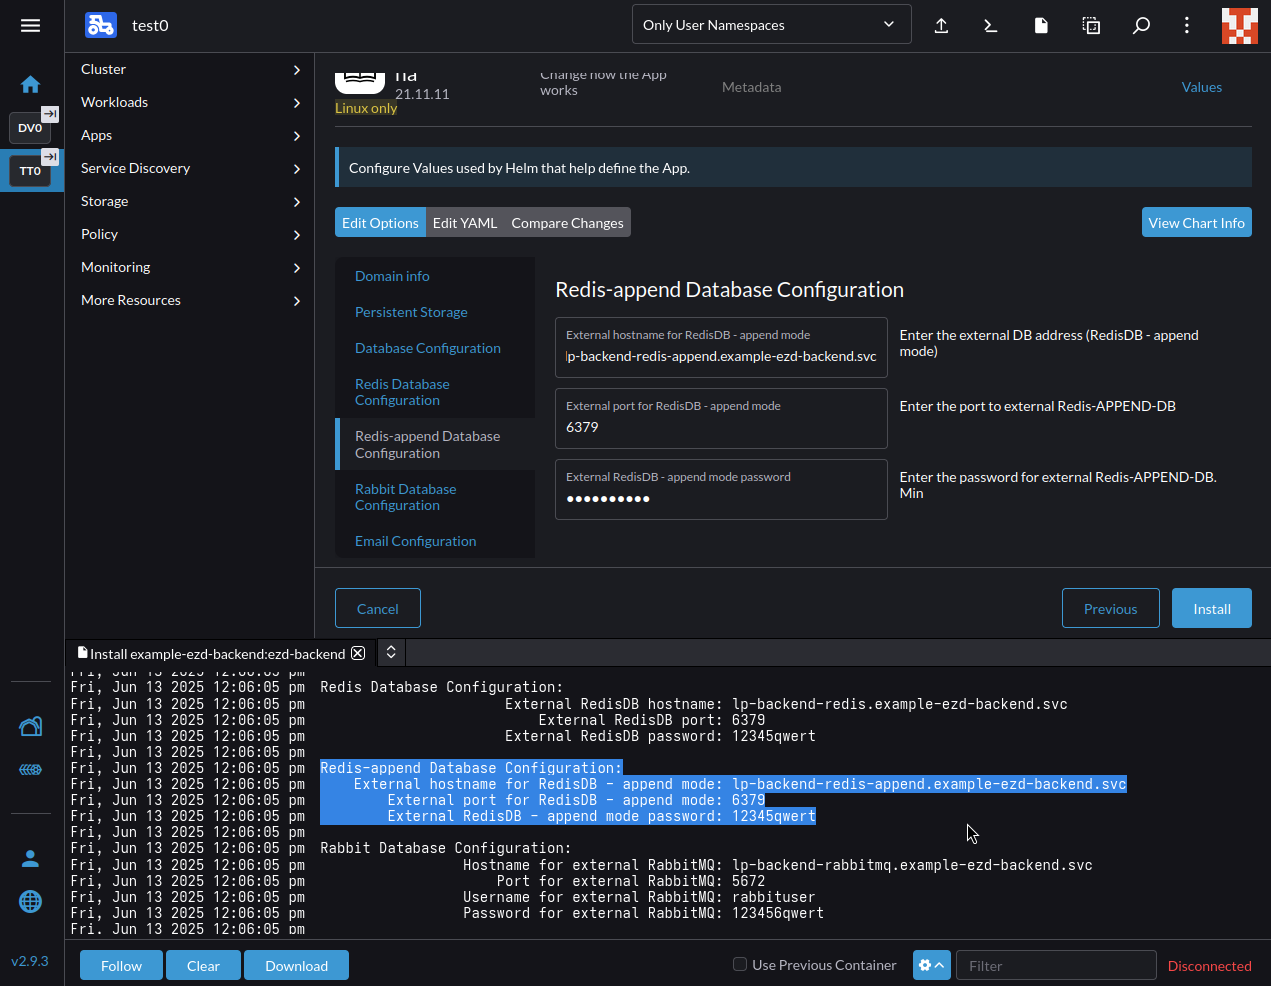 test0
Only User Namespaces
DV0
TT0
Cluster
Workloads
Apps
Service Discovery
Storage
Policy
Monitoring
More Resources
21.11.11
Linux only
Change how the App
works
Metadata
Values
Configure Values used by Helm that help define the App.
Edit Options
Edit YAML
Compare Changes
View Chart Info
Domain info
Persistent Storage
Database Configuration
Redis Database
Configuration
Redis-append Database
Configuration
Rabbit Database
Configuration
Email Configuration
Redis-append Database Configuration
External hostname for RedisDB - append mode
lp-backend-redis-append.example-ezd-backend.svc
Enter the external DB address (RedisDB - append
mode)
External port for RedisDB - append mode
6379
Enter the port to external Redis-APPEND-DB
External RedisDB - append mode password
●●●●●●●●●●
Enter the password for external Redis-APPEND-DB.
Min
Cancel
Previous
Install
Install example-ezd-backend:ezd-backend
Fri, Jun 13 2025 12:06:05 pm
Fri, Jun 13 2025 12:06:05 pm Redis Database Configuration:
Fri, Jun 13 2025 12:06:05 pm External RedisDB hostname: lp-backend-redis.example-ezd-backend.svc
Fri, Jun 13 2025 12:06:05 pm External RedisDB port: 6379
Fri, Jun 13 2025 12:06:05 pm External RedisDB password: 12345qwert
Fri, Jun 13 2025 12:06:05 pm
Fri, Jun 13 2025 12:06:05 pm Redis-append Database Configuration:
Fri, Jun 13 2025 12:06:05 pm External hostname for RedisDB - append mode: lp-backend-redis-append.example-ezd-backend.svc
Fri, Jun 13 2025 12:06:05 pm External port for RedisDB - append mode: 6379
Fri, Jun 13 2025 12:06:05 pm External RedisDB - append mode password: 12345qwert
Fri, Jun 13 2025 12:06:05 pm
Fri, Jun 13 2025 12:06:05 pm Rabbit Database Configuration:
Fri, Jun 13 2025 12:06:05 pm Hostname for external RabbitMQ: lp-backend-rabbitmq.example-ezd-backend.svc
Fri, Jun 13 2025 12:06:05 pm Port for external RabbitMQ: 5672
Fri, Jun 13 2025 12:06:05 pm Username for external RabbitMQ: rabbituser
Fri, Jun 13 2025 12:06:05 pm Password for external RabbitMQ: 123456qwert
Fri, Jun 13 2025 12:06:05 pm
v2.9.3
Follow
Clear
Download
Use Previous Container
Filter
Disconnected